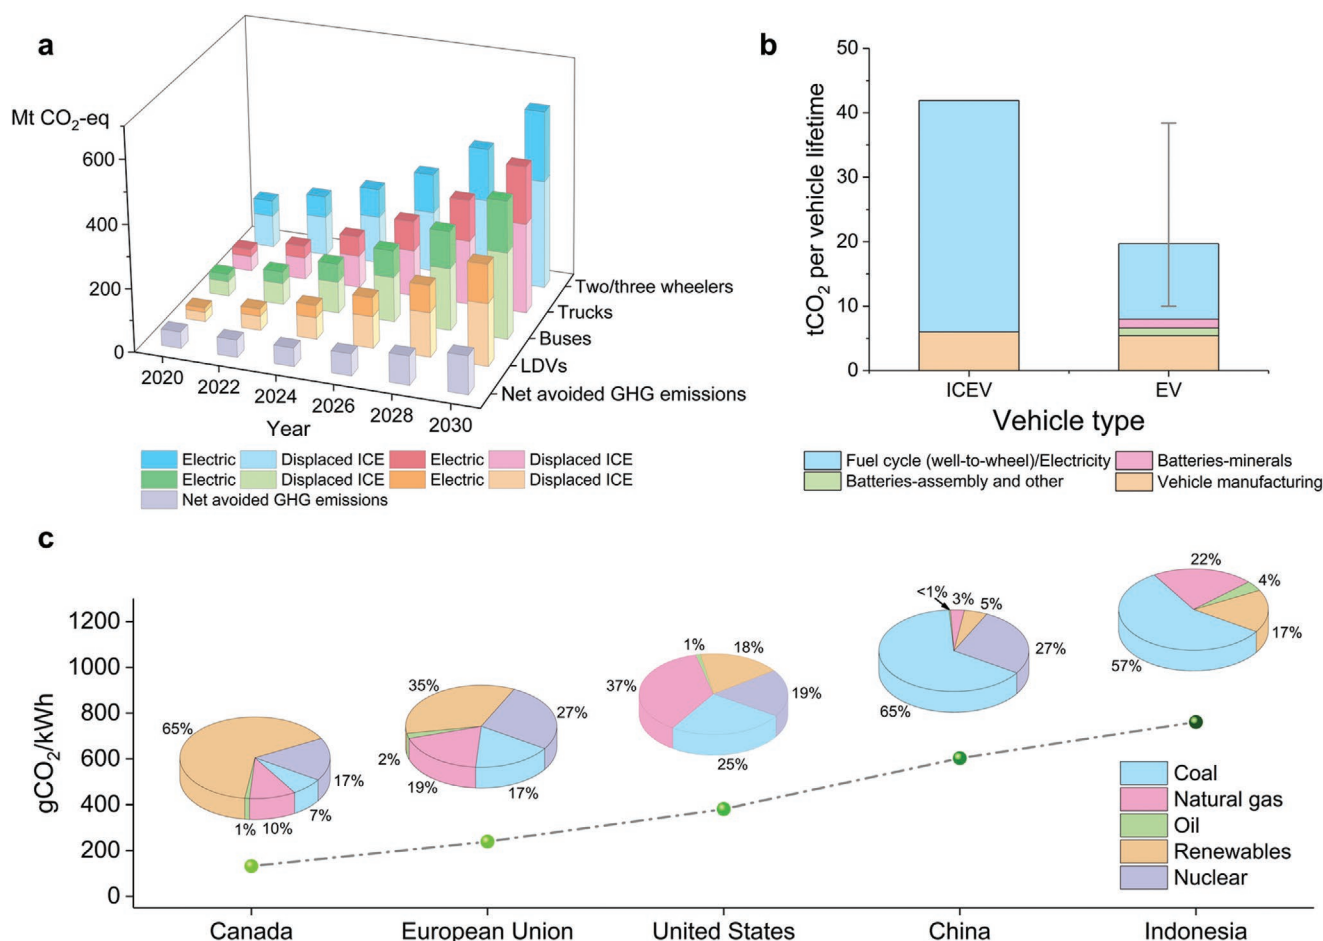 a
Mt CO₂-eq
600
400
200
0
2020
2022
2024
2026
2028
2030
Year
Two/three wheelers
Trucks
Buses
LDVs
Net avoided GHG emissions
Electric Displaced ICE Electric Displaced ICE
Electric Displaced ICE Electric Displaced ICE
Net avoided GHG emissions
b
tCO₂ per vehicle lifetime
50
40
30
20
10
0
ICEV EV
Vehicle type
Fuel cycle (well-to-wheel)/Electricity Batteries-minerals
Batteries-assembly and other Vehicle manufacturing
c
gCO₂/kWh
1200
1000
800
600
400
200
0
65%
17%
7%
10%
1%
35%
27%
17%
19%
2%
1%
18%
19%
25%
37%
<1%
3%
5%
27%
65%
22%
4%
17%
57%
Coal
Natural gas
Oil
Renewables
Nuclear
Canada European Union United States China Indonesia